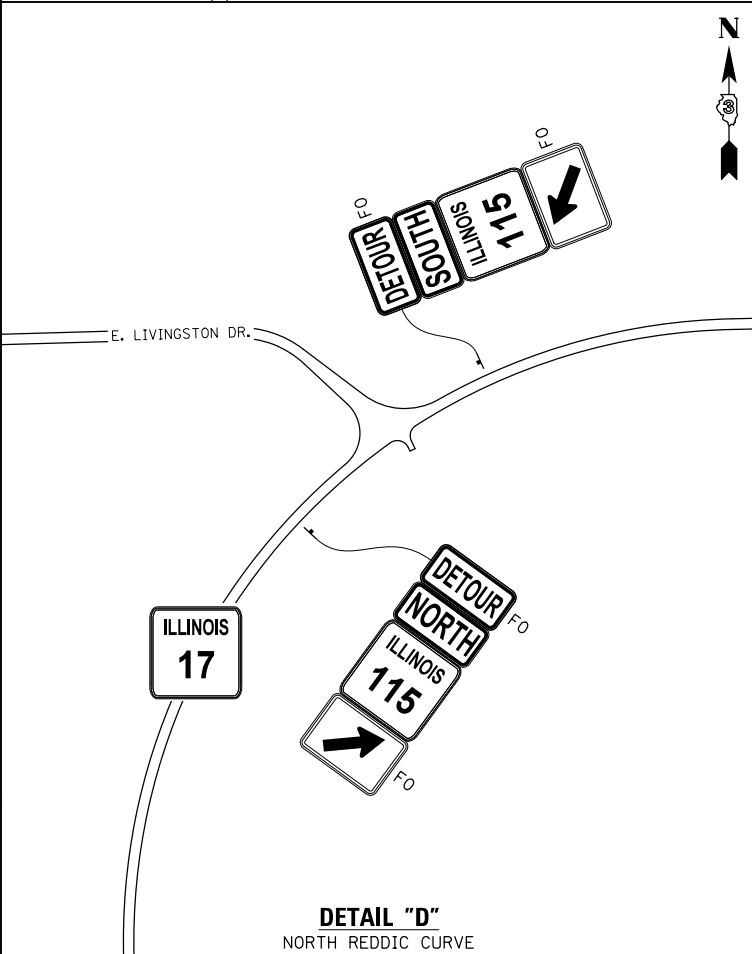 N
3
FO
FO
DETOUR
SOUTH
ILLINOIS
115
E. LIVINGSTON DR.
DETOUR
NORTH
FO
ILLINOIS
115
FO
ILLINOIS
17
DETAIL "D"
NORTH REDDIC CURVE